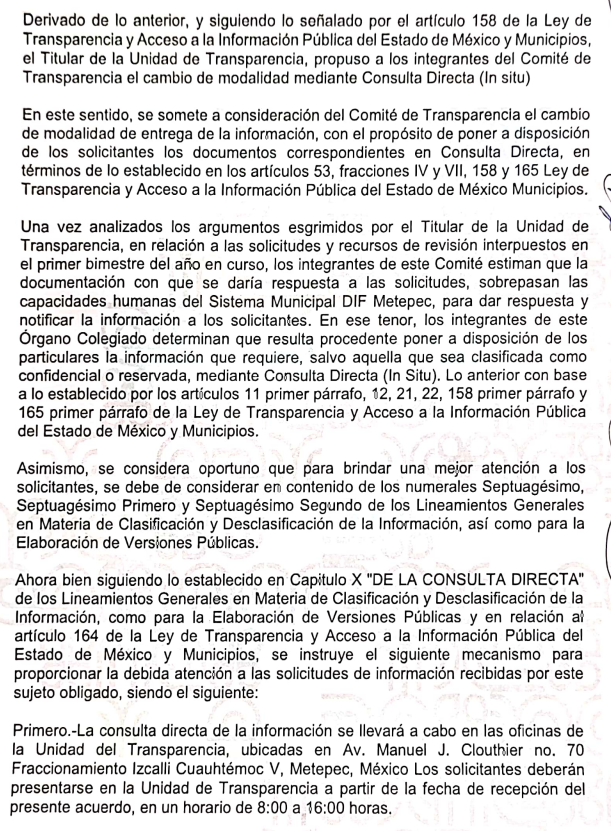 Derivado de lo anterior, y siguiendo lo señalado por el artículo 158 de la Ley de
Transparencia y Acceso a la Información Pública del Estado de México y Municipios,
el Titular de la Unidad de Transparencia, propuso a los integrantes del Comité de
Transparencia el cambio de modalidad mediante Consulta Directa (In situ)
En este sentido, se somete a consideración del Comité de Transparencia el cambio
de modalidad de entrega de la información, con el propósito de poner a disposición
de los solicitantes los documentos correspondientes en Consulta Directa, en
términos de lo establecido en los artículos 53, fracciones IV y VII, 158 y 165 Ley de
Transparencia y Acceso a la Información Pública del Estado de México Municipios.
Una vez analizados los argumentos esgrimidos por el Titular de la Unidad de
Transparencia, en relación a las solicitudes y recursos de revisión interpuestos en
el primer bimestre del año en curso, los integrantes de este Comité estiman que la
documentación con que se daría respuesta a las solicitudes, sobrepasan las
capacidades humanas del Sistema Municipal DIF Metepec, para dar respuesta y
notificar la información a los solicitantes. En ese tenor, los integrantes de este
Órgano Colegiado determinan que resulta procedente poner a disposición de los
particulares la información que requiere, salvo aquella que sea clasificada como
confidencial o reservada, mediante Consulta Directa (In Situ). Lo anterior con base
a lo establecido por los artículos 11 primer párrafo, 12, 21, 22, 158 primer párrafo y
165 primer párrafo de la Ley de Transparencia y Acceso a la Información Pública
del Estado de México y Municipios.
Asimismo, se considera oportuno que para brindar una mejor atención a los
solicitantes, se debe de considerar en contenido de los numerales Septuagésimo,
Septuagésimo Primero y Septuagésimo Segundo de los Lineamientos Generales
en Materia de Clasificación y Desclasificación de la Información, así como para la
Elaboración de Versiones Públicas.
Ahora bien siguiendo lo establecido en Capítulo X "DE LA CONSULTA DIRECTA"
de los Lineamientos Generales en Materia de Clasificación y Desclasificación de la
Información, como para la Elaboración de Versiones Públicas y en relación al
artículo 164 de la Ley de Transparencia y Acceso a la Información Pública del
Estado de México y Municipios, se instruye el siguiente mecanismo para
proporcionar la debida atención a las solicitudes de información recibidas por este
sujeto obligado, siendo el siguiente:
Primero.-La consulta directa de la información se llevará a cabo en las oficinas de
la Unidad del Transparencia, ubicadas en Av. Manuel J. Clouthier no. 70
Fraccionamiento Izcalli Cuauhtémoc V, Metepec, México Los solicitantes deberán
presentarse en la Unidad de Transparencia a partir de la fecha de recepción del
presente acuerdo, en un horario de 8:00 a 16:00 horas.